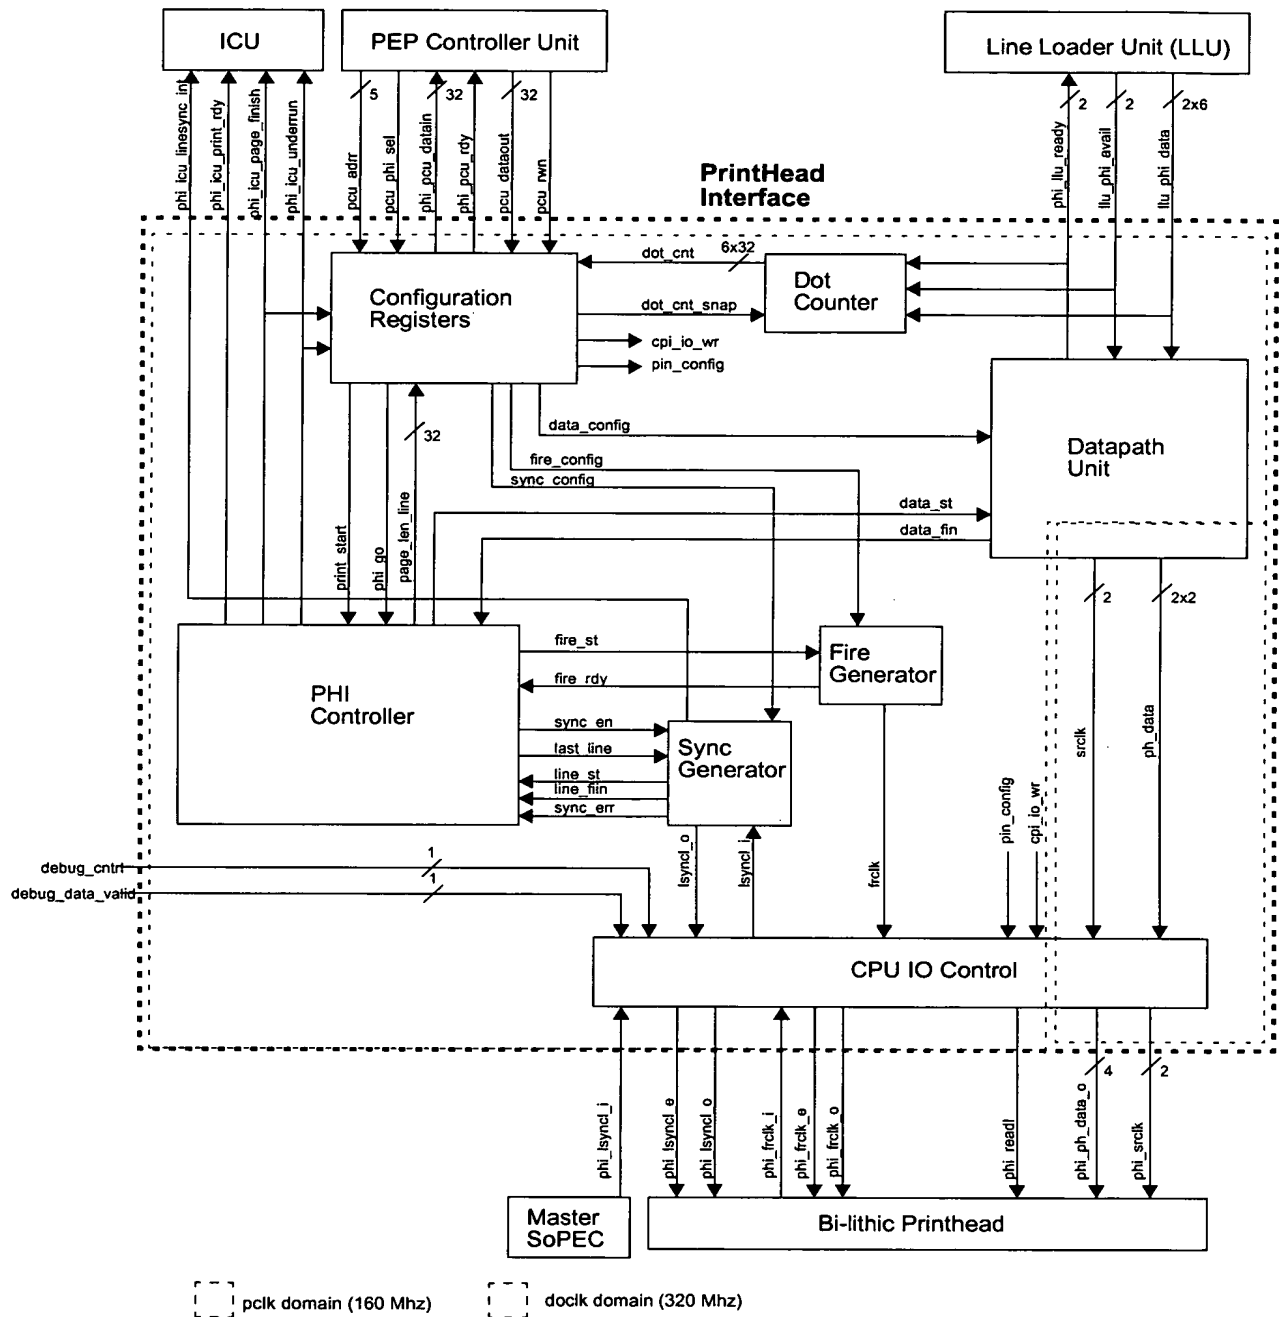 ICU
PEP Controller Unit
Line Loader Unit (LLU)
phi_icu_linesync_int
phi_icu_print_rdy
phi_icu_page_finish
phi_icu_underrun
5
32
32
pcu_adrr
pcu_phi_sel
phi_pcu_datain
phi_pcu_rdy
pcu_dataout
pcu_rwn
2
2
2x6
phi_llu_ready
llu_phi_avail
llu_phi_data
PrintHead
Interface
Configuration
Registers
dot_cnt
6x32
dot_cnt_snap
cpi_io_wr
pin_config
Dot
Counter
32
data_config
fire_config
sync_config
Datapath
Unit
data_st
data_fin
print_start
phi_go
page_len_line
2
2x2
PHI
Controller
fire_st
fire_rdy
Fire
Generator
sync_en
last_line
line_st
line_fiin
sync_err
Sync
Generator
srclk
ph_data
pin_config
cpi_io_wr
debug_cntrl
1
debug_data_valid
1
lsyncl_o
lsyncl_i
frclk
CPU IO Control
4
2
phi_lsyncl_i
phi_lsyncl_e
phi_lsyncl_o
phi_frclk_i
phi_frclk_e
phi_frclk_o
phi_readl
phi_ph_data_o
phi_srclk
Master
SoPEC
Bi-lithic Printhead
pclk domain (160 Mhz)
doclk domain (320 Mhz)